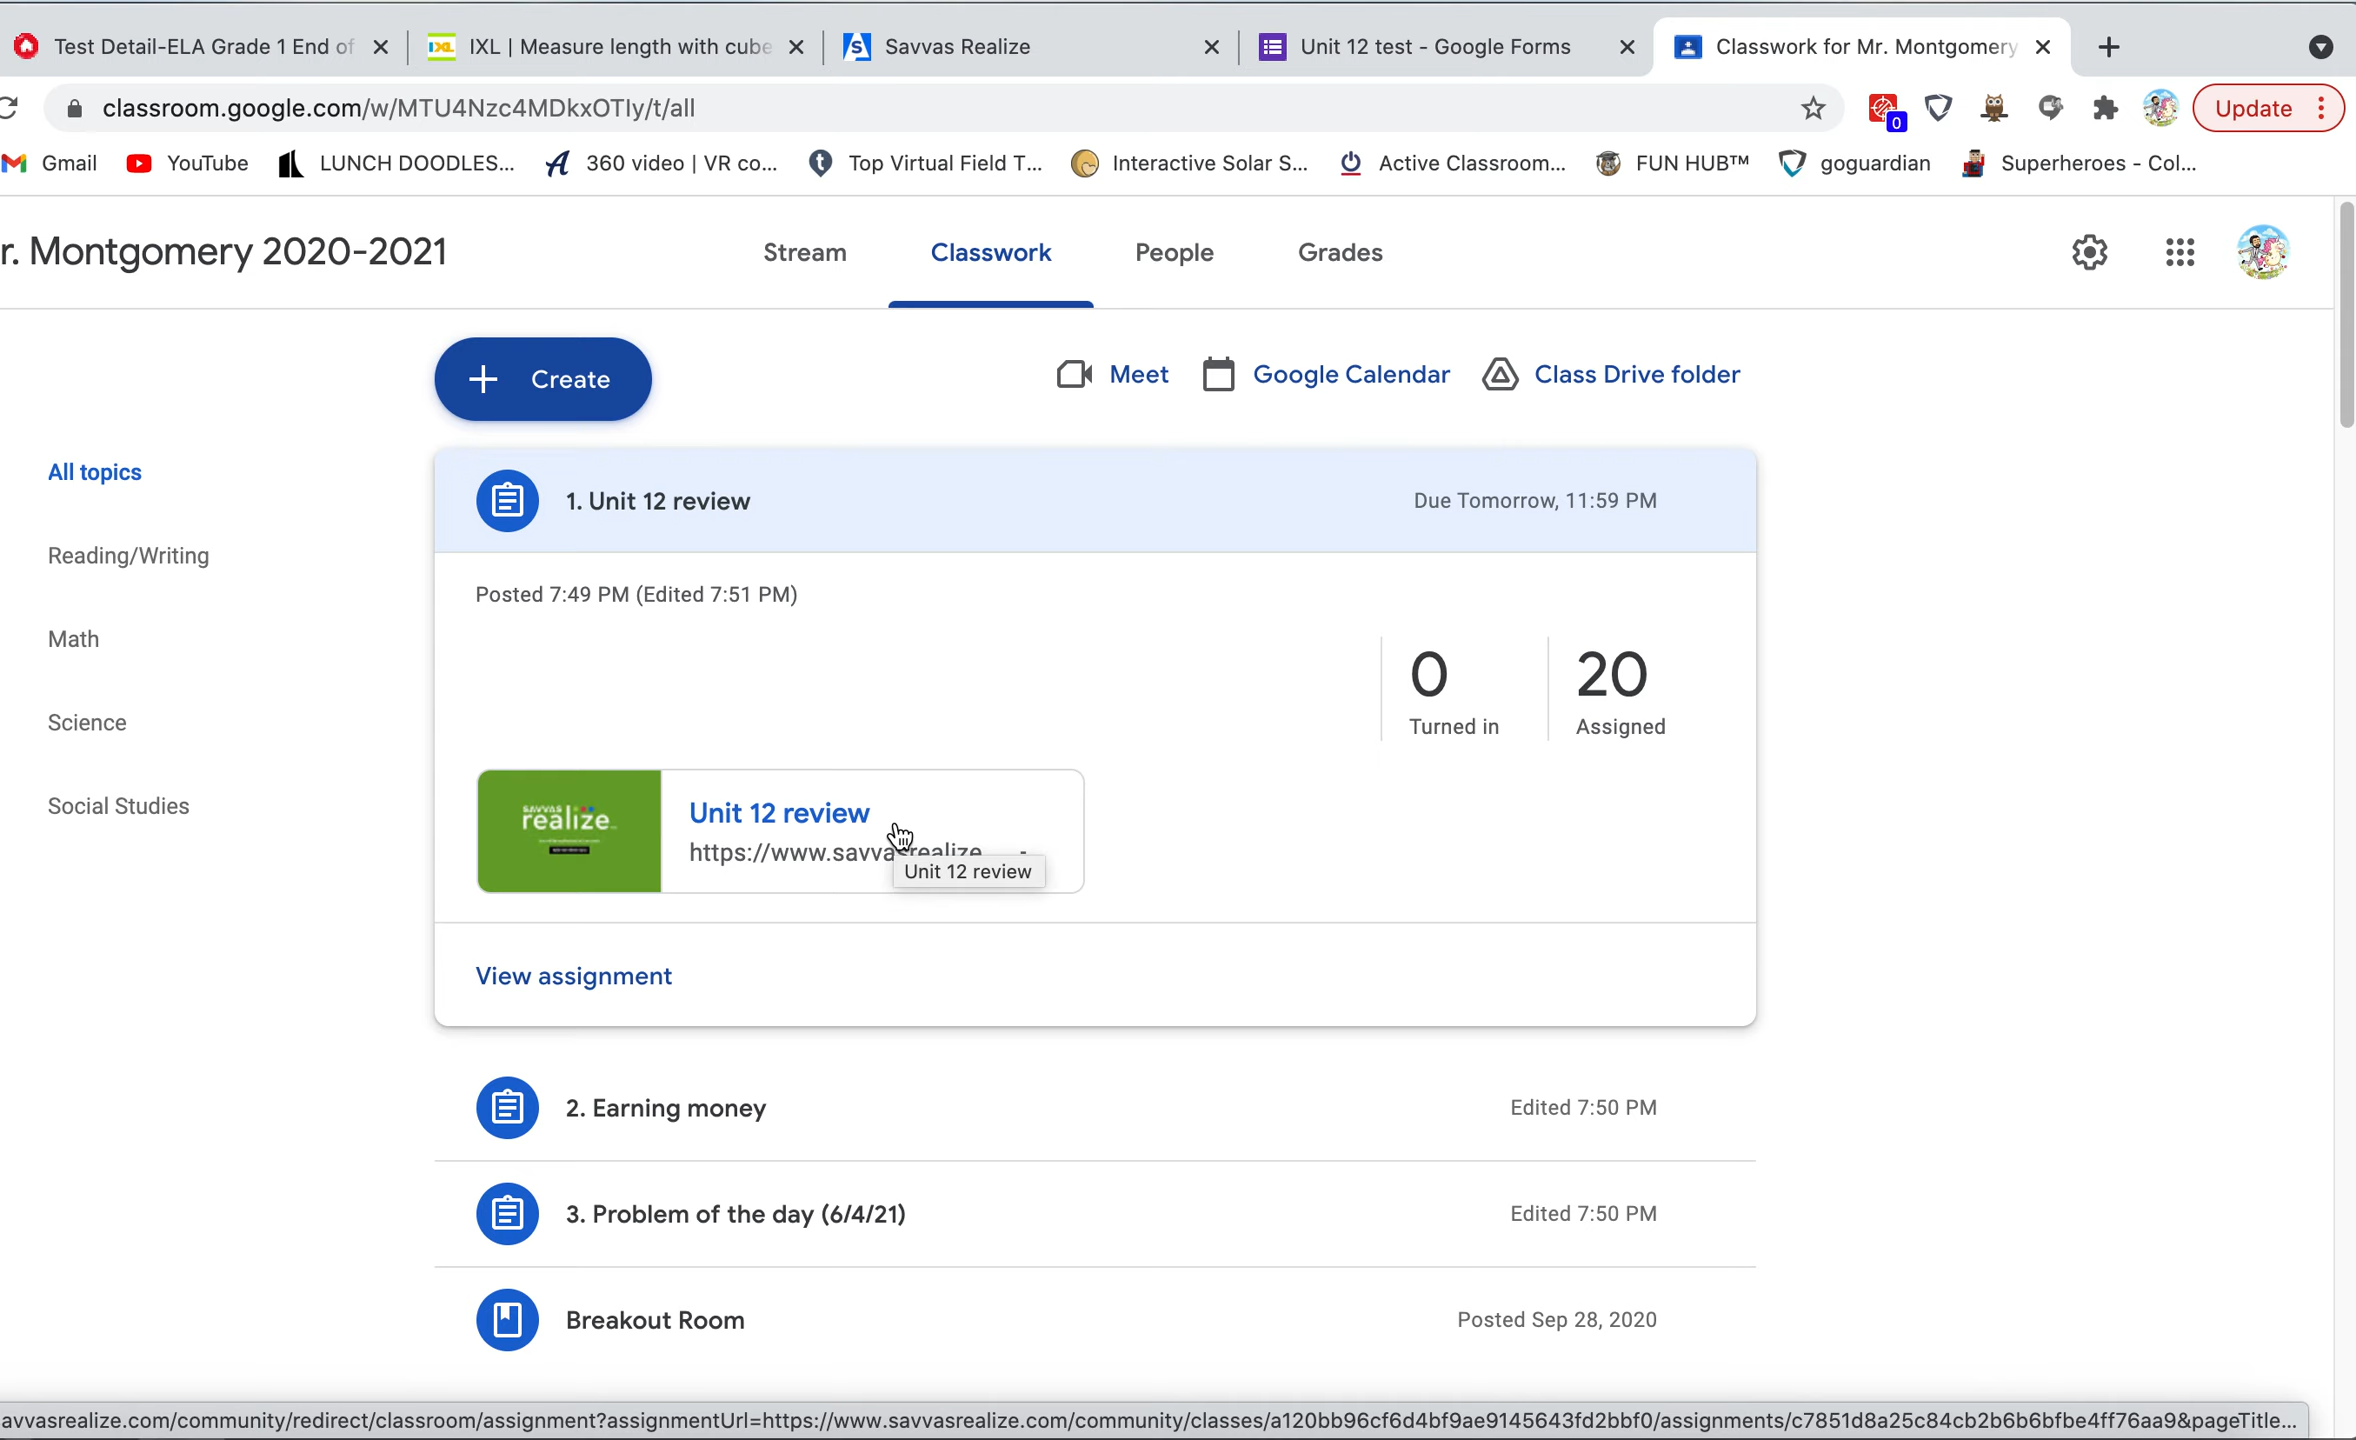 Test Detail-ELA Grade 1 End of
IXL | Measure length with cube
Savvas Realize
Unit 12 test - Google Forms
Classwork for Mr. Montgomery
classroom.google.com/w/MTU4Nzc4MDkxOTIy/t/all
0
Update
Gmail
YouTube
LUNCH DOODLES...
360 video | VR co...
Top Virtual Field T...
Interactive Solar S...
Active Classroom...
FUN HUB™
goguardian
Superheroes - Col...
r. Montgomery 2020-2021
Stream
Classwork
People
Grades
Create
Meet
Google Calendar
Class Drive folder
All topics
Reading/Writing
Math
Science
Social Studies
1. Unit 12 review
Due Tomorrow, 11:59 PM
Posted 7:49 PM (Edited 7:51 PM)
0
Turned in
20
Assigned
SAVVAS
realize
Unit 12 review
https://www.savvasrealize
Unit 12 review
View assignment
2. Earning money
Edited 7:50 PM
3. Problem of the day (6/4/21)
Edited 7:50 PM
Breakout Room
Posted Sep 28, 2020
avvasrealize.com/community/redirect/classroom/assignment?assignmentUrl=https://www.savvasrealize.com/community/classes/a120bb96cf6d4bf9ae9145643fd2bbf0/assignments/c7851d8a25c84cb2b6b6bfbe4ff76aa9&pageTitle...